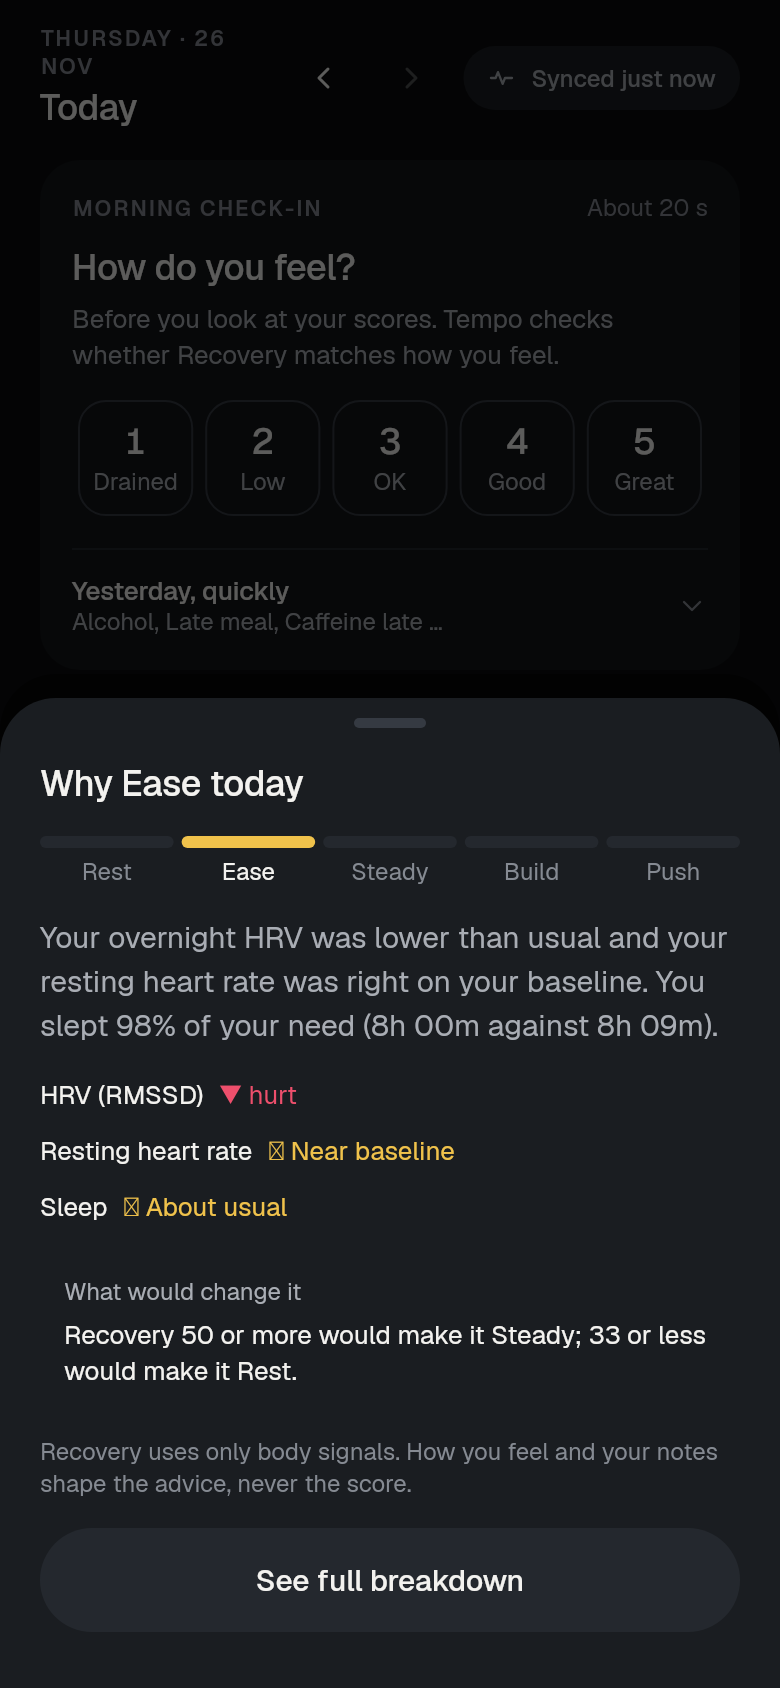 THURSDAY · 26
NOV
Today
Synced just now
MORNING CHECK-IN
About 20 s
How do you feel?
Before you look at your scores. Tempo checks
whether Recovery matches how you feel.
1
Drained
2
Low
3
OK
4
Good
5
Great
Yesterday, quickly
Alcohol, Late meal, Caffeine late ...
Why Ease today
Rest
Ease
Steady
Build
Push
Your overnight HRV was lower than usual and your
resting heart rate was right on your baseline. You
slept 98% of your need (8h 00m against 8h 09m).
HRV (RMSSD) ▼ hurt
Resting heart rate Near baseline
Sleep About usual
What would change it
Recovery 50 or more would make it Steady; 33 or less
would make it Rest.
Recovery uses only body signals. How you feel and your notes
shape the advice, never the score.
See full breakdown